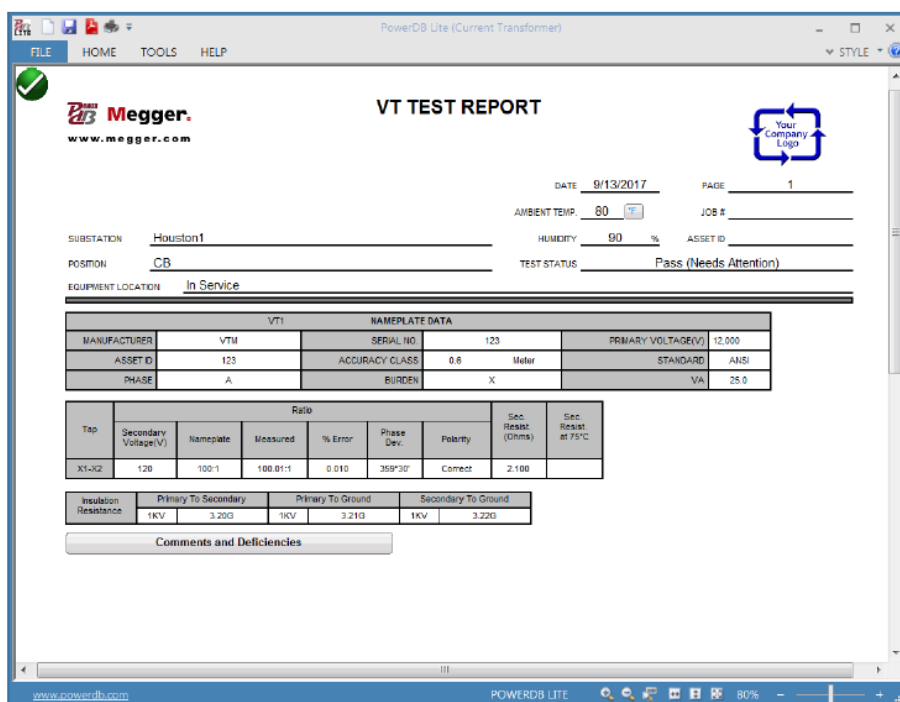 PowerDB Lite (Current Transformer)
FILE HOME TOOLS HELP STYLE
Megger.
www.megger.com
VT TEST REPORT
Your Company Logo
DATE 9/13/2017 PAGE 1
AMBIENT TEMP. 80 °F JOB #
SUBSTATION Houston1 HUMIDITY 90 % ASSET ID
POSITION CB TEST STATUS Pass (Needs Attention)
EQUIPMENT LOCATION In Service
VT1 NAMEPLATE DATA
MANUFACTURER VTM SERIAL NO. 123 PRIMARY VOLTAGE(V) 12,000
ASSET ID 123 ACCURACY CLASS 0.6 Meter STANDARD ANSI
PHASE A BURDEN X VA 25.0
Ratio
Tap Secondary Voltage(V) Nameplate Measured % Error Phase Dev. Polarity Sec. Resist. (Ohms) Sec. Resist. at 75°C
X1-X2 120 100:1 100.01:1 0.010 359°30' Correct 2.100
Insulation Resistance Primary To Secondary Primary To Ground Secondary To Ground
1KV 3.20G 1KV 3.21G 1KV 3.22G
Comments and Deficiencies
www.powerdb.com POWERDB LITE 80%